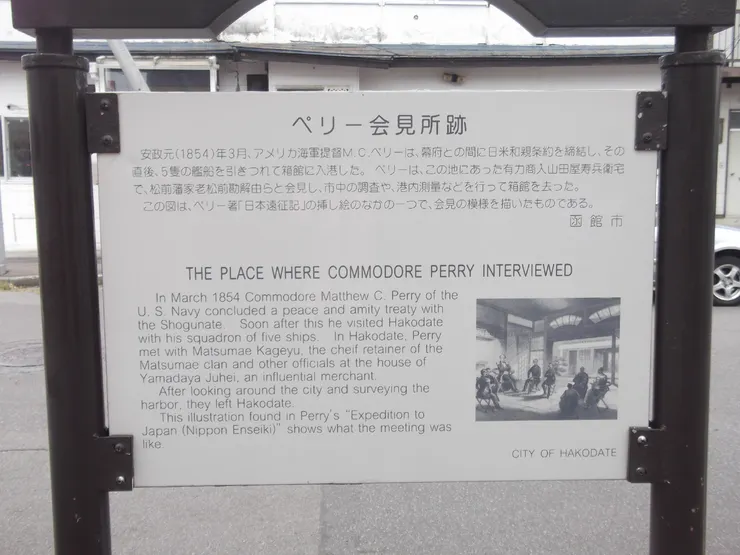 ペリー会見所跡
安政元(1854)年3月、アメリカ海軍提督M.C.ペリーは、幕府との間に日米和親条約を締結し、その
直後、5隻の艦船を引きつれて箱館に入港した。ペリーは、この地にあった有力商人山田屋寿兵衛宅
で、松前藩家老松前勘解由らと会見し、市中の調査や、港内測量などを行って箱館を去った。
この図は、ペリー著「日本遠征記」の挿し絵のなかの一つで、会見の模様を描いたものである。
函館市
THE PLACE WHERE COMMODORE PERRY INTERVIEWED
In March 1854 Commodore Matthew C. Perry of the
U. S. Navy concluded a peace and amity treaty with
the Shogunate. Soon after this he visited Hakodate
with his squadron of five ships. In Hakodate, Perry
met with Matsumae Kageyu, the cheif retainer of the
Matsumae clan and other officials at the house of
Yamadaya Juhei, an influential merchant.
After looking around the city and surveying the
harbor, they left Hakodate.
This illustration found in Perry's "Expedition to
Japan (Nippon Enseiki)" shows what the meeting was
like.
CITY OF HAKODATE